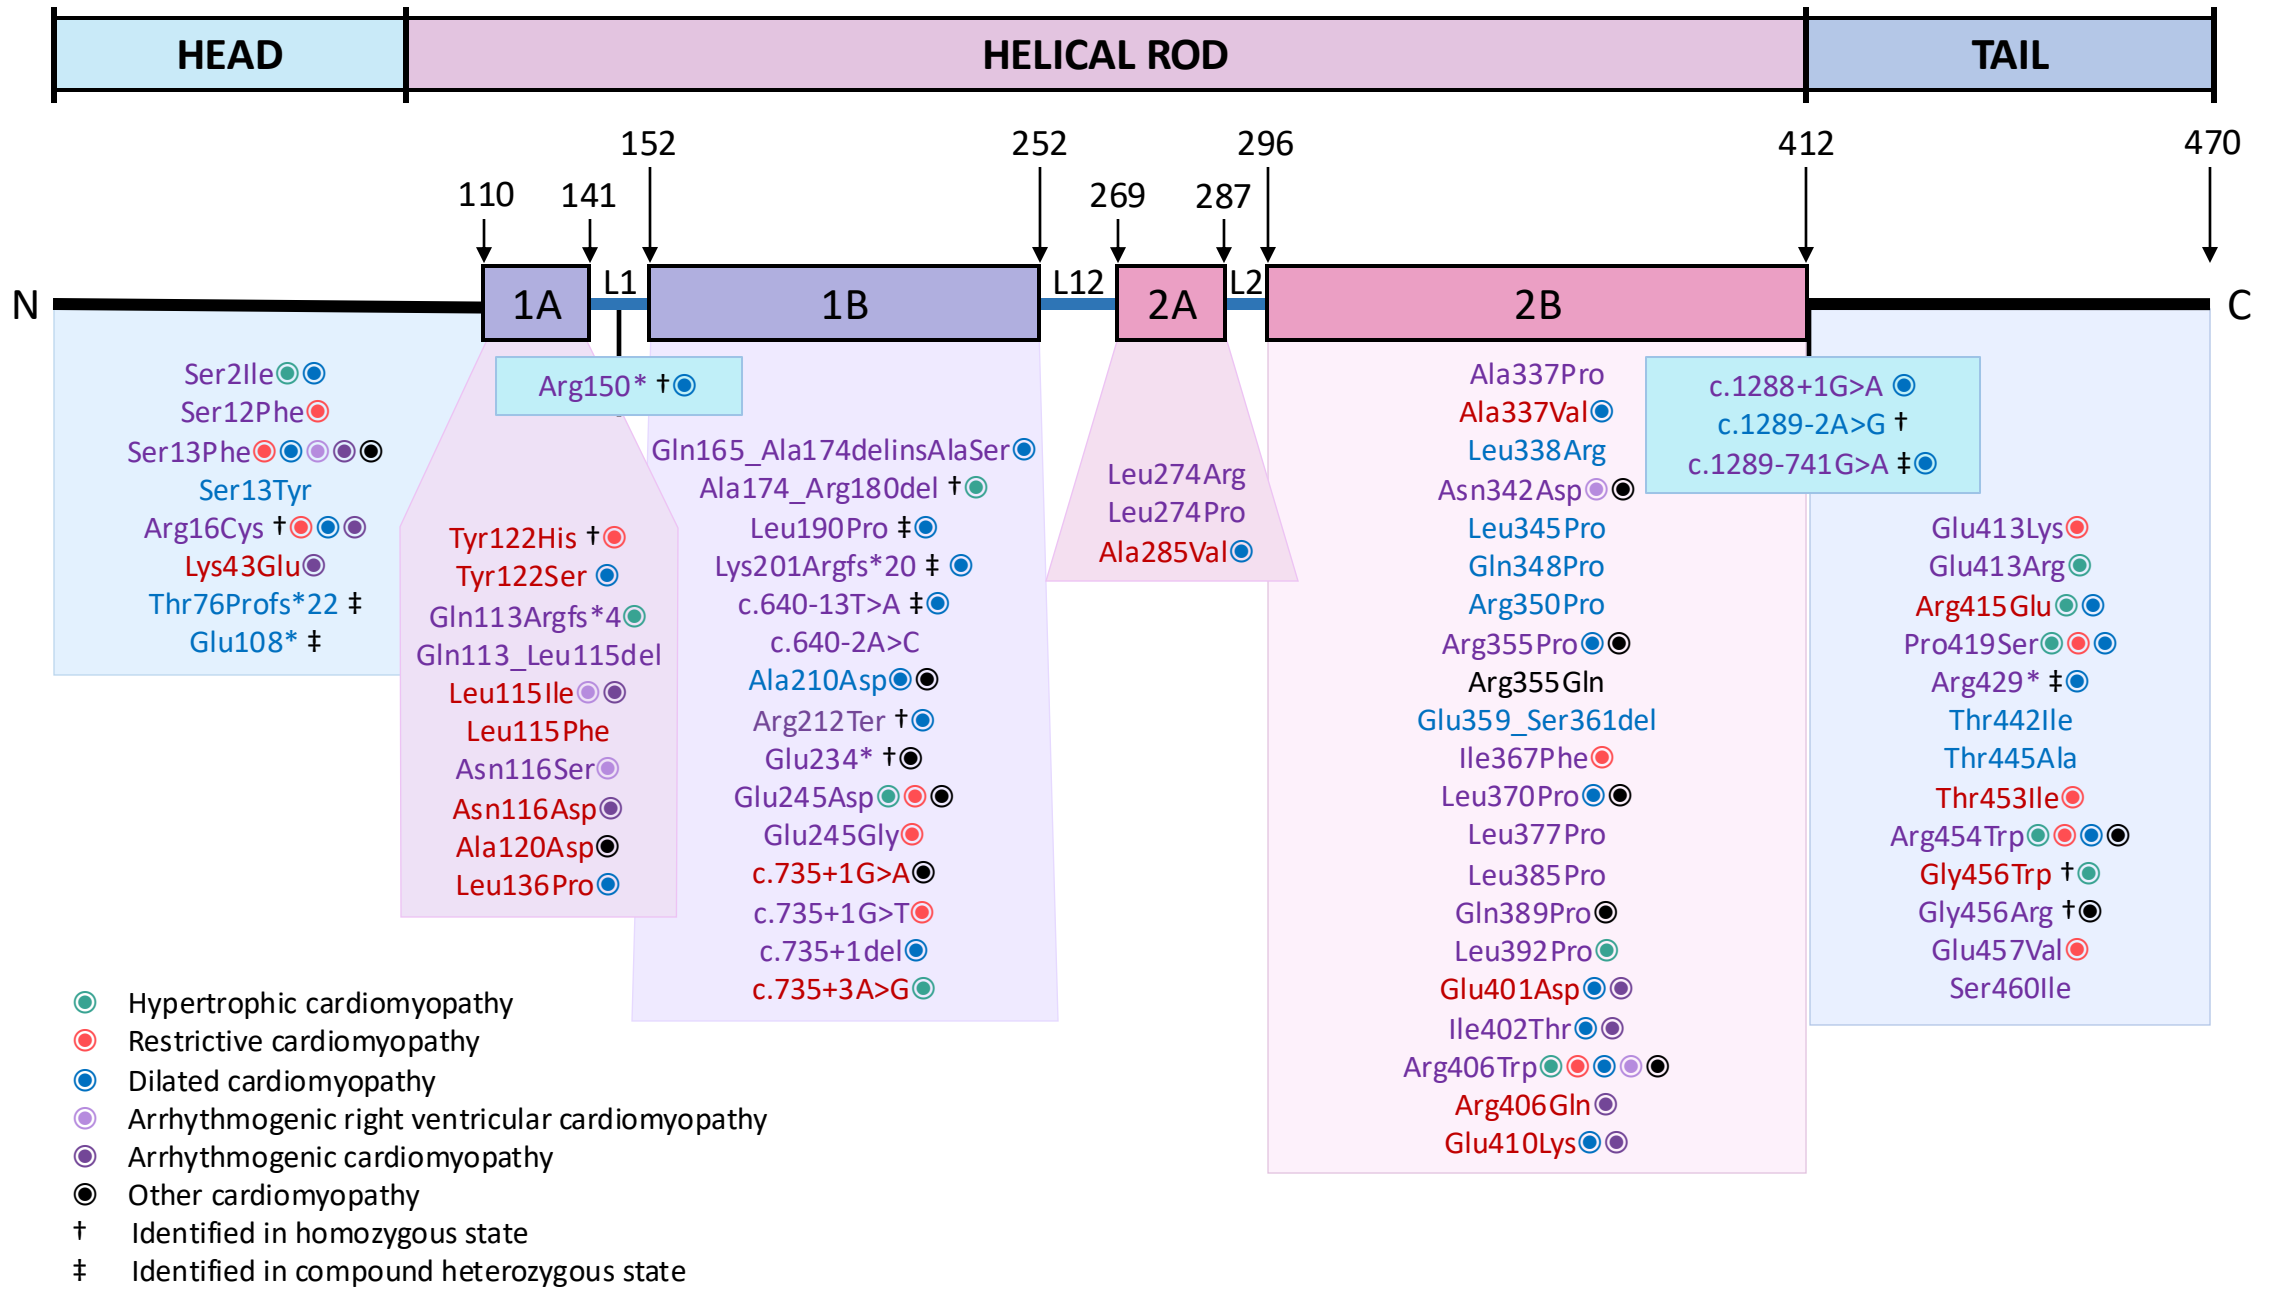 HEAD
HELICAL ROD
TAIL
152
252
296
412
470
110
141
269
287
N
1A
L1
1B
L12
2A
L2
2B
C
Ser2Ile
Ser12Phe
Ser13Phe
Ser13Tyr
Arg16Cys †
Lys43Glu
Thr76Profs*22 ‡
Glu108* ‡
Tyr122His †
Tyr122Ser
Gln113Argfs*4
Gln113_Leu115del
Leu115Ile
Leu115Phe
Asn116Ser
Asn116Asp
Ala120Asp
Leu136Pro
Arg150* †
Gln165_Ala174delinsAlaSer
Ala174_Arg180del †
Leu190Pro ‡
Lys201Argfs*20 ‡
c.640-13T>A ‡
c.640-2A>C
Ala210Asp
Arg212Ter †
Glu234* †
Glu245Asp
Glu245Gly
c.735+1G>A
c.735+1G>T
c.735+1del
c.735+3A>G
Leu274Arg
Leu274Pro
Ala285Val
Ala337Pro
Ala337Val
Leu338Arg
Asn342Asp
Leu345Pro
Gln348Pro
Arg350Pro
Arg355Pro
Arg355Gln
Glu359_Ser361del
Ile367Phe
Leu370Pro
Leu377Pro
Leu385Pro
Gln389Pro
Leu392Pro
Glu401Asp
Ile402Thr
Arg406Trp
Arg406Gln
Glu410Lys
c.1288+1G>A
c.1289-2A>G †
c.1289-741G>A ‡
Glu413Lys
Glu413Arg
Arg415Glu
Pro419Ser
Arg429* ‡
Thr442Ile
Thr445Ala
Thr453Ile
Arg454Trp
Gly456Trp †
Gly456Arg †
Glu457Val
Ser460Ile
Hypertrophic cardiomyopathy
Restrictive cardiomyopathy
Dilated cardiomyopathy
Arrhythmogenic right ventricular cardiomyopathy
Arrhythmogenic cardiomyopathy
Other cardiomyopathy
† Identified in homozygous state
‡ Identified in compound heterozygous state